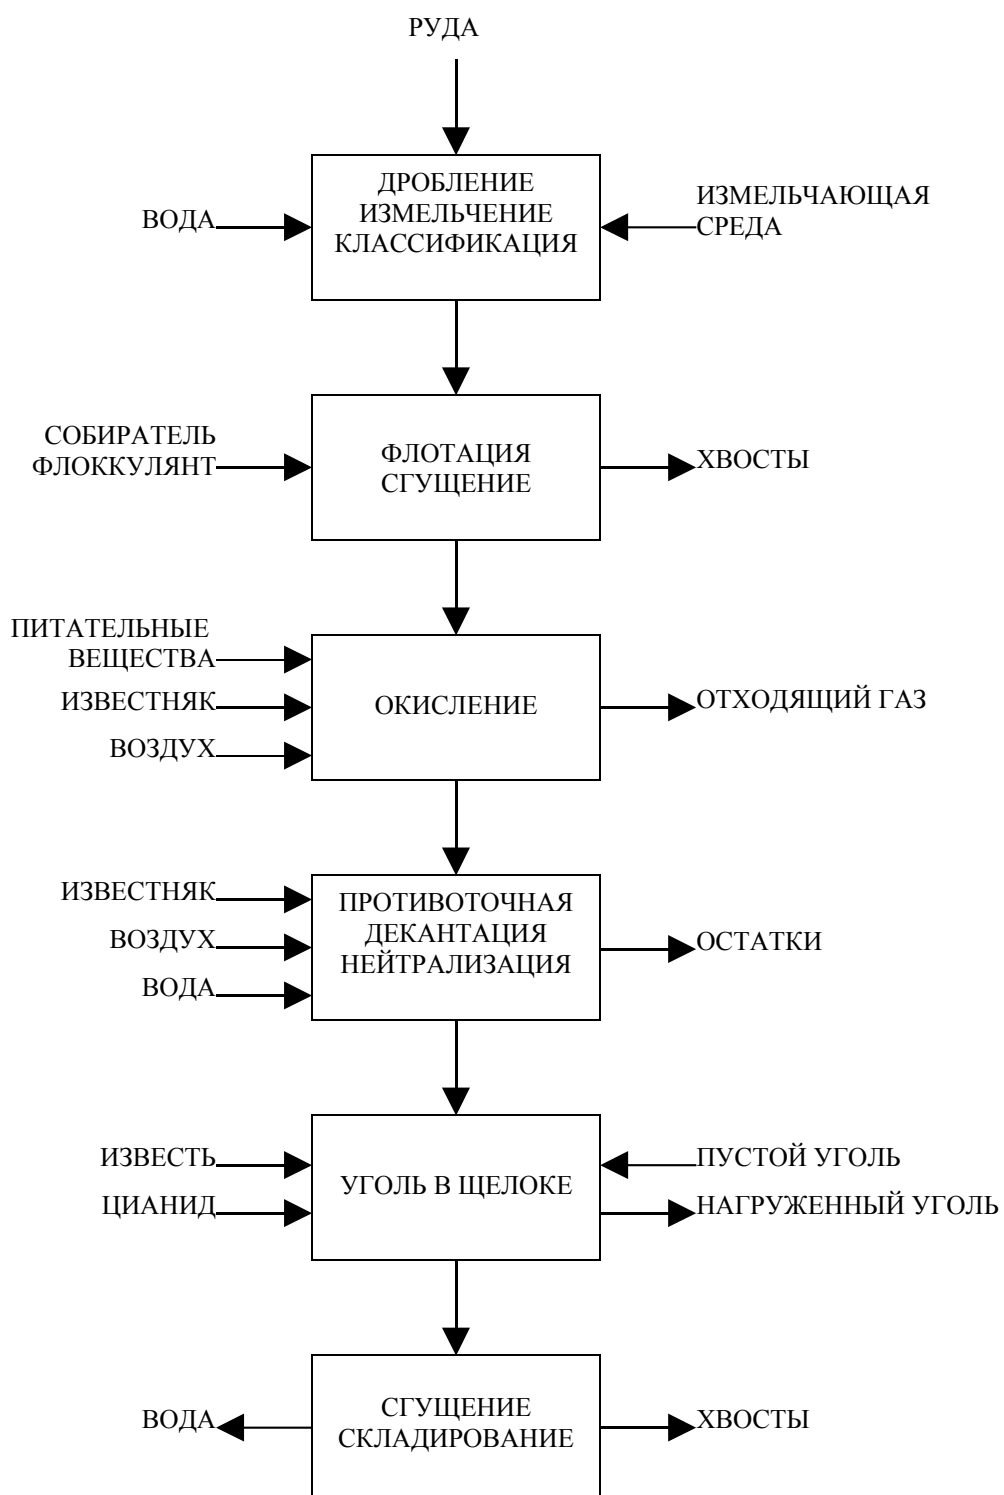 РУДА
ДРОБЛЕНИЕ
ИЗМЕЛЬЧЕНИЕ
КЛАССИФИКАЦИЯ
ВОДА
ИЗМЕЛЬЧАЮЩАЯ
СРЕДА
СОБИРАТЕЛЬ
ФЛОККУЛЯНТ
ФЛОТАЦИЯ
СГУЩЕНИЕ
ХВОСТЫ
ПИТАТЕЛЬНЫЕ
ВЕЩЕСТВА
ИЗВЕСТНЯК
ВОЗДУХ
ОКИСЛЕНИЕ
ОТХОДЯЩИЙ ГАЗ
ИЗВЕСТНЯК
ВОЗДУХ
ВОДА
ПРОТИВОТОЧНАЯ
ДЕКАНТАЦИЯ
НЕЙТРАЛИЗАЦИЯ
ОСТАТКИ
ИЗВЕСТЬ
ЦИАНИД
УГОЛЬ В ЩЕЛОКЕ
ПУСТОЙ УГОЛЬ
НАГРУЖЕННЫЙ УГОЛЬ
ВОДА
СГУЩЕНИЕ
СКЛАДИРОВАНИЕ
ХВОСТЫ